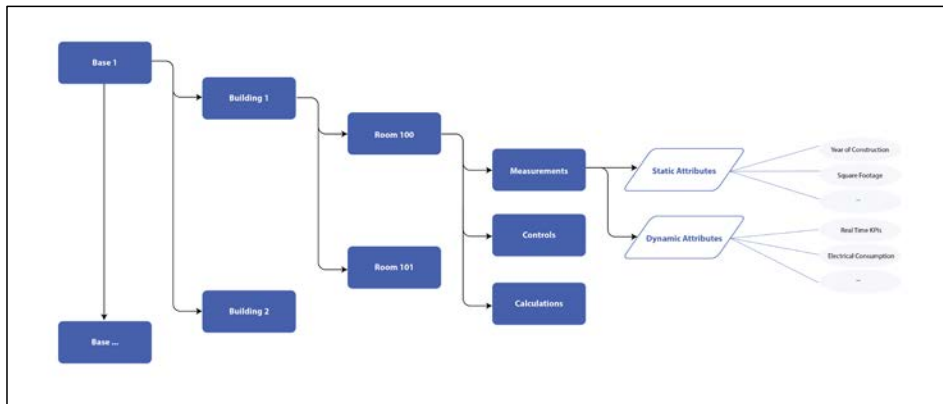 Base 1
Building 1
Room 100
Measurements
Static Attributes
Year of Construction
Square Footage
...
Controls
Dynamic Attributes
Real Time KPIs
Electrical Consumption
...
Room 101
Calculations
Building 2
Base ...